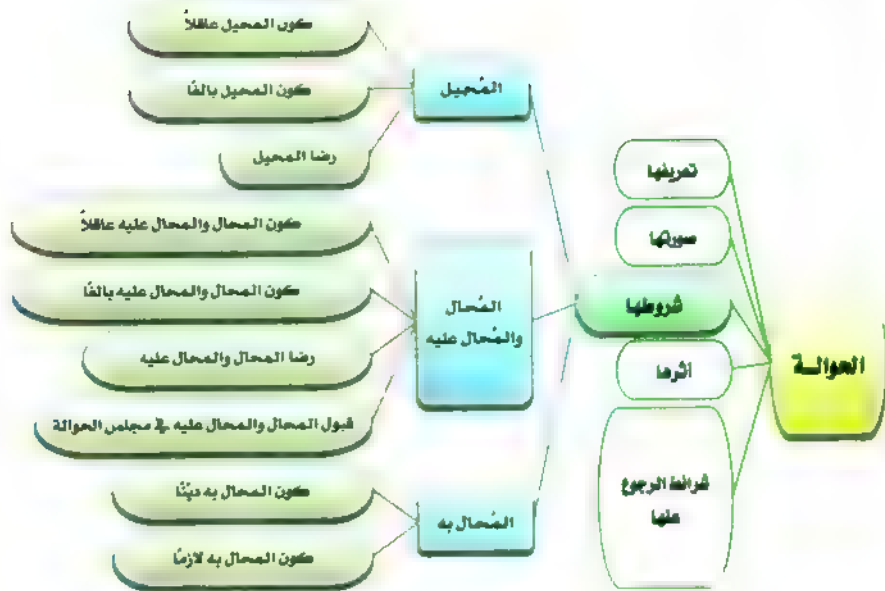 الحوالة
تعريفها
صورتها
شروطها
أثرها
شرائط الرجوع
عليها
المُحيل
كون المحيل عاقلاً
كون المحيل بالغًا
رضا المحيل
المُحال
والمُحال عليه
كون المحال والمحال عليه عاقلاً
كون المحال والمحال عليه بالغًا
رضا المحال والمحال عليه
قبول المحال والمحال عليه في مجلس الحوالة
المُحال به
كون المحال به دينًا
كون المحال به لازمًا